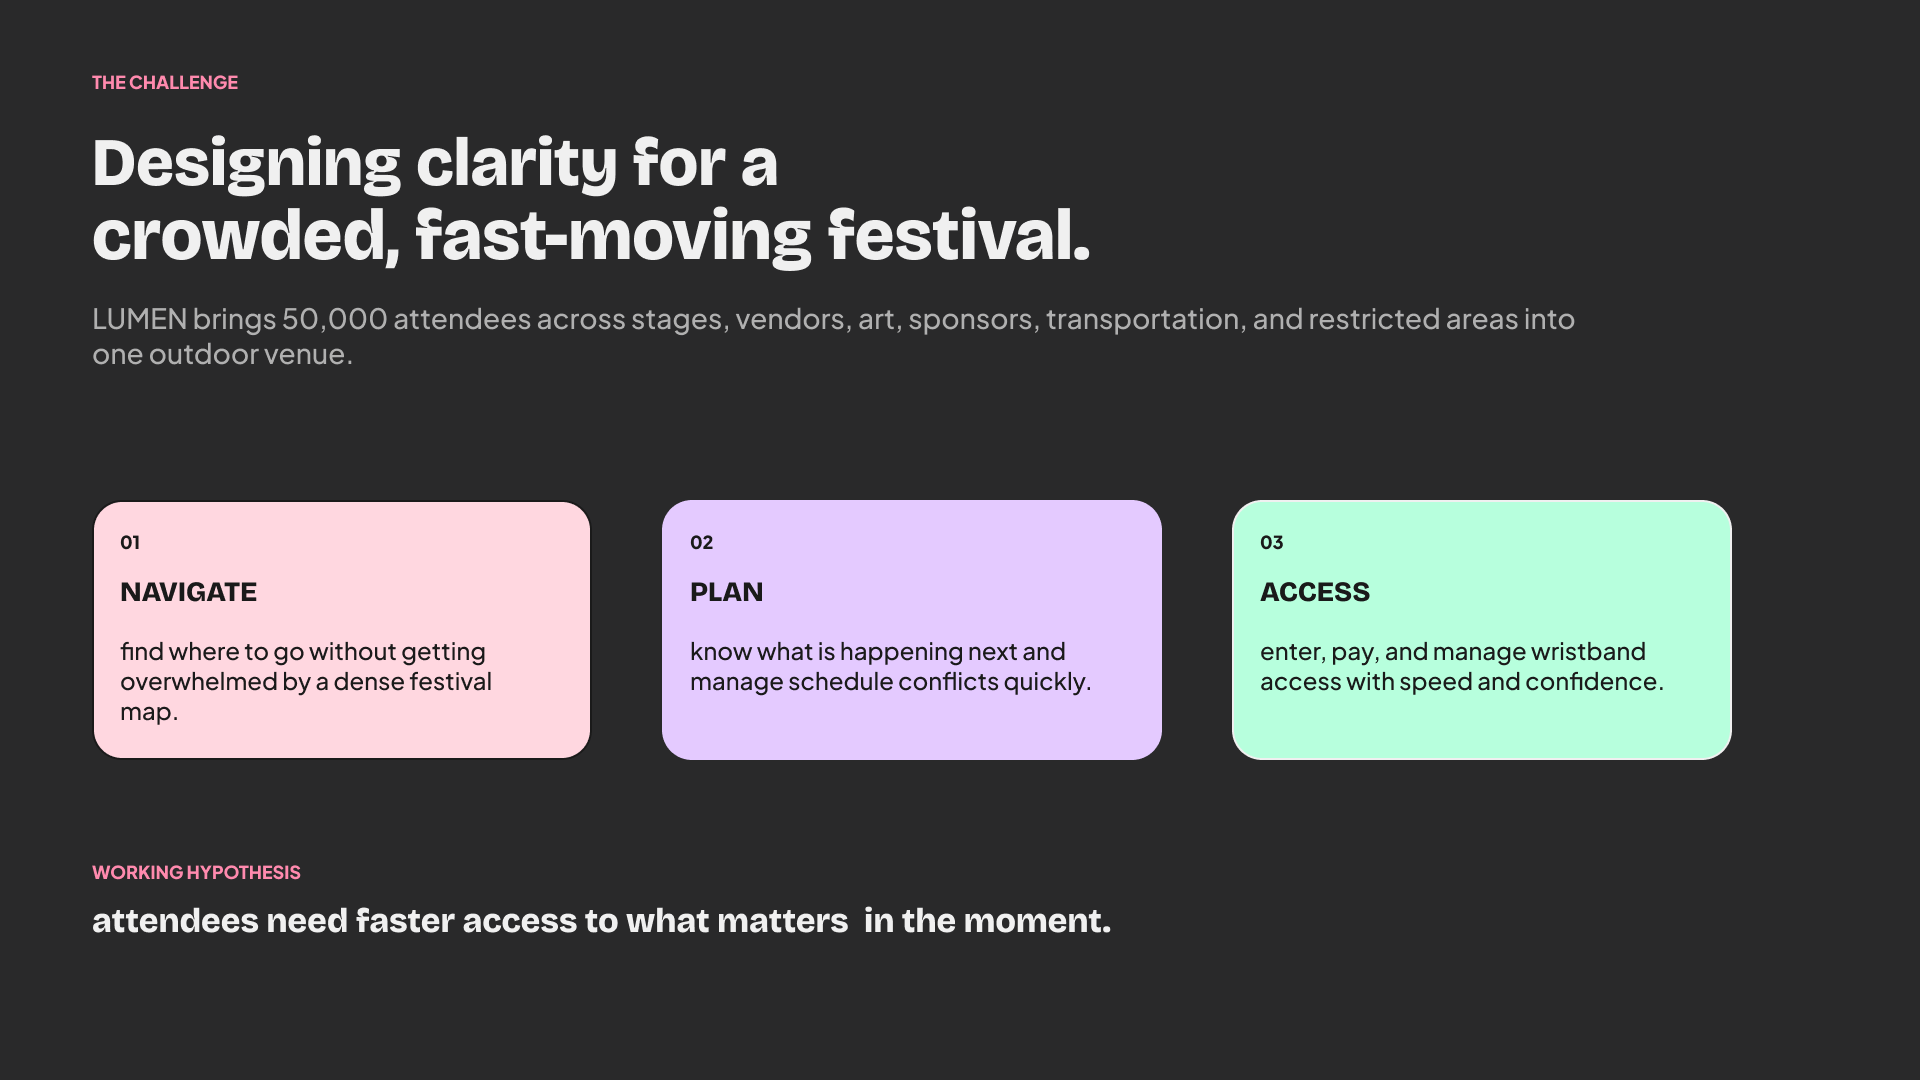 THE CHALLENGE
Designing clarity for a
crowded, fast-moving festival.
LUMEN brings 50,000 attendees across stages, vendors, art, sponsors, transportation, and restricted areas into
one outdoor venue.
01
NAVIGATE
find where to go without getting
overwhelmed by a dense festival
map.
02
PLAN
know what is happening next and
manage schedule conflicts quickly.
03
ACCESS
enter, pay, and manage wristband
access with speed and confidence.
WORKING HYPOTHESIS
attendees need faster access to what matters  in the moment.